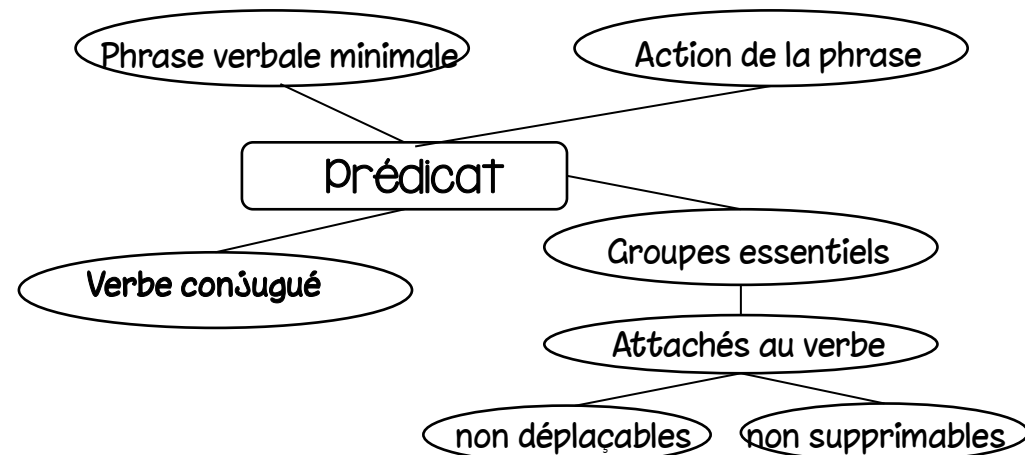 Phrase verbale minimale
Action de la phrase
Prédicat
Groupes essentiels
Verbe conjugué
Attachés au verbe
non déplaçables
non supprimables